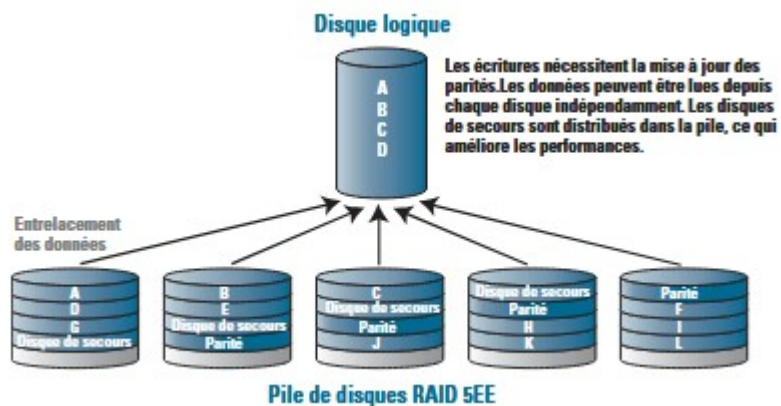 Disque logique
A
B
C
D
Les écritures nécessitent la mise à jour des
parités.Les données peuvent être lues depuis
chaque disque indépendamment. Les disques
de secours sont distribués dans la pile, ce qui
améliore les performances.
Entrelacement
des données
A
D
G
Disque de secours
B
E
Disque de secours
Parité
C
Disque de secours
Parité
J
Disque de secours
Parité
H
K
Parité
F
I
L
Pile de disques RAID 5EE